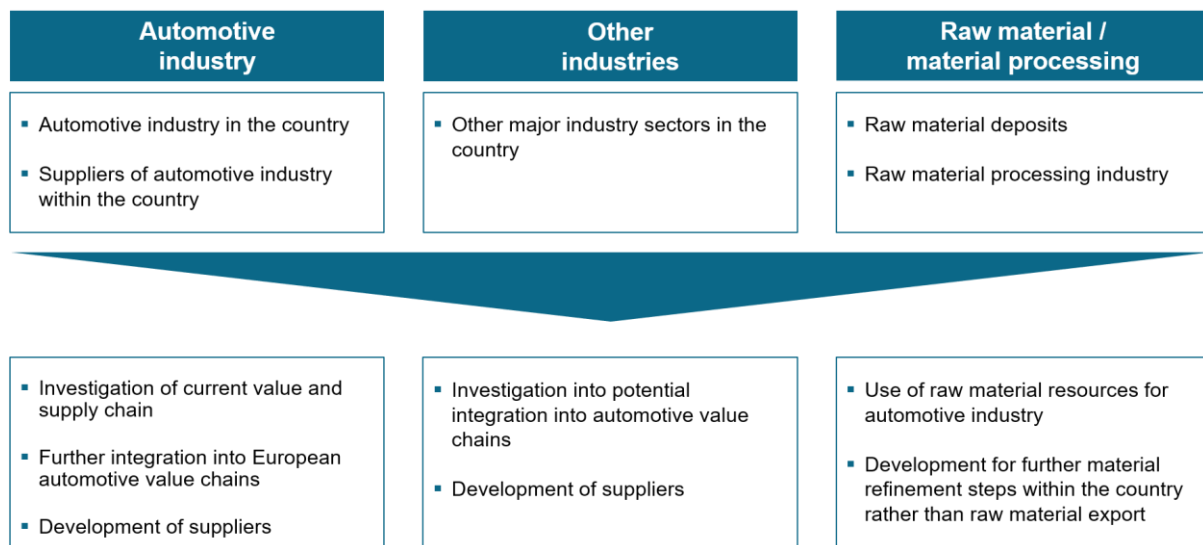 Automotive
industry
Other
industries
Raw material /
material processing
▪ Automotive industry in the country
▪ Suppliers of automotive industry
within the country
▪ Other major industry sectors in the
country
▪ Raw material deposits
▪ Raw material processing industry
▪ Investigation of current value and
supply chain
▪ Further integration into European
automotive value chains
▪ Development of suppliers
▪ Investigation into potential
integration into automotive value
chains
▪ Development of suppliers
▪ Use of raw material resources for
automotive industry
▪ Development for further material
refinement steps within the country
rather than raw material export